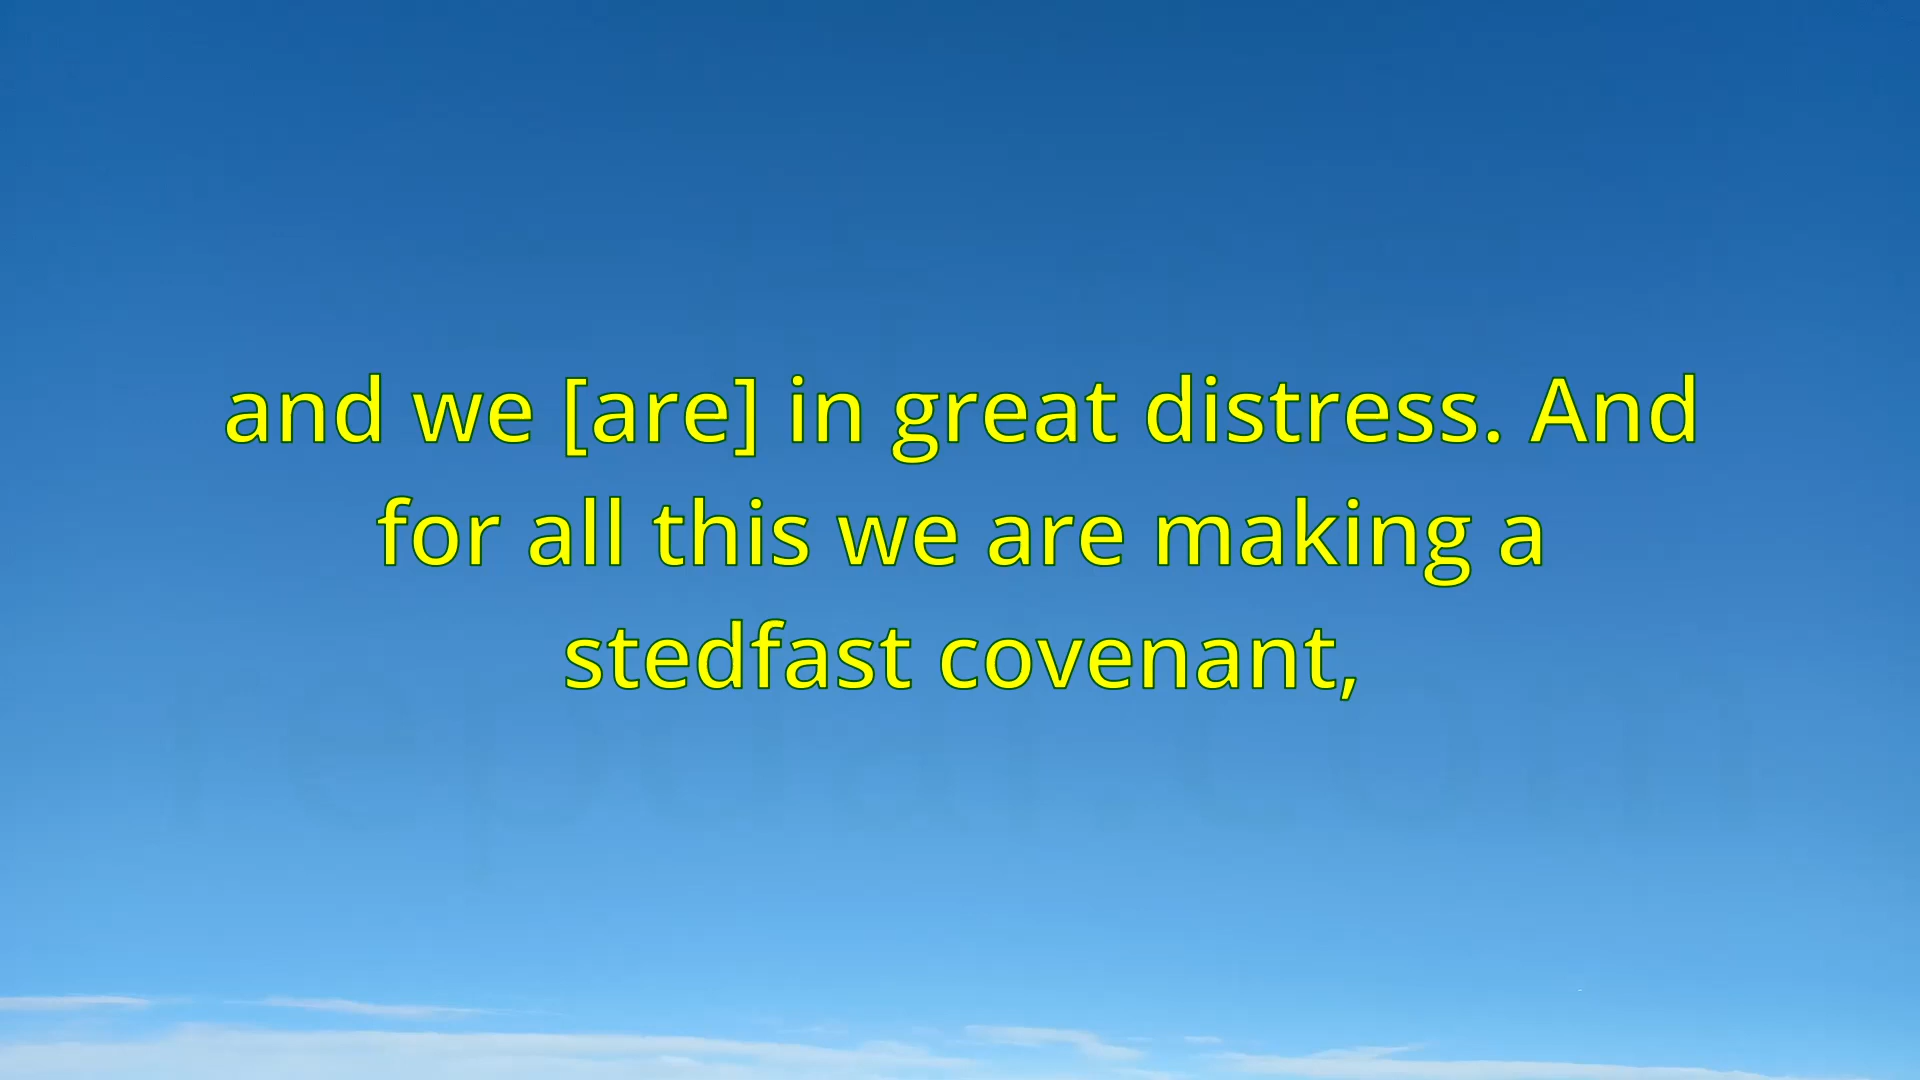 and we [are] in great distress. And
for all this we are making a
stedfast covenant,